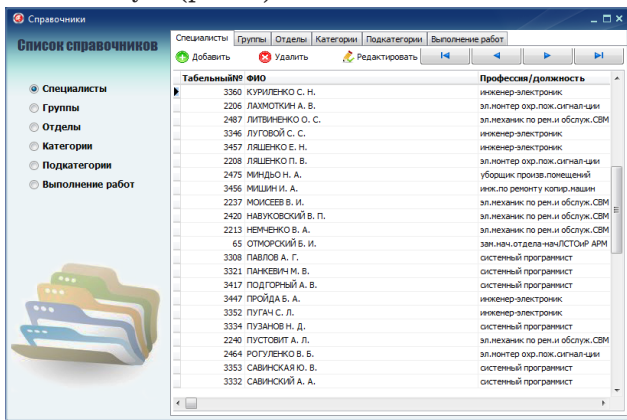 Справочники
Список справочников
Специалисты
Группы
Отделы
Категории
Подкатегории
Выполнение работ
Специалисты Группы Отделы Категории Подкатегории Выполнение работ
Добавить Удалить Редактировать
Табельный№ ФИО Профессия/должность
3360 КУРИЛЕНКО С. Н. инженер-электроник
2206 ЛАХМОТКИН А. В. эл.монтер охр.пож.сигнал-ции
2487 ЛИТВИНЕНКО О. С. эл.механик по рем.и обслуж.СВМ
3346 ЛУГОВОЙ С. С. инженер-электроник
3457 ЛЯШЕНКО Е. Н. инженер-электроник
2208 ЛЯШЕНКО П. В. эл.монтер охр.пож.сигнал-ции
2475 МИНДЬО Н. А. уборщик произв.помещений
3456 МИШИН И. А. инж.по ремонту копир.машин
2237 МОИСЕЕВ В. И. эл.механик по рем.и обслуж.СВМ
2420 НАВУКОВСКИЙ В. П. эл.механик по рем.и обслуж.СВМ
2213 НЕМЧЕНКО В. А. эл.механик по рем.и обслуж.СВМ
65 ОТМОРСКИЙ Б. И. зам.нач.отдела-начЛСТОиР АРМ
3308 ПАВЛОВ А. Г. системный программист
3321 ПАНКЕВИЧ М. В. системный программист
3417 ПОДГОРНЫЙ А. В. системный программист
3447 ПРОЙДА Б. А. инженер-электроник
3352 ПУГАЧ С. Л. инженер-электроник
3334 ПУЗАНОВ Н. Д. системный программист
2240 ПУСТОВИТ А. Л. эл.механик по рем.и обслуж.СВМ
2464 РОГУЛЕНКО В. Б. эл.монтер охр.пож.сигнал-ции
3353 САВИНСКАЯ Ю. В. системный программист
3332 САВИНСКИЙ А. А. системный программист